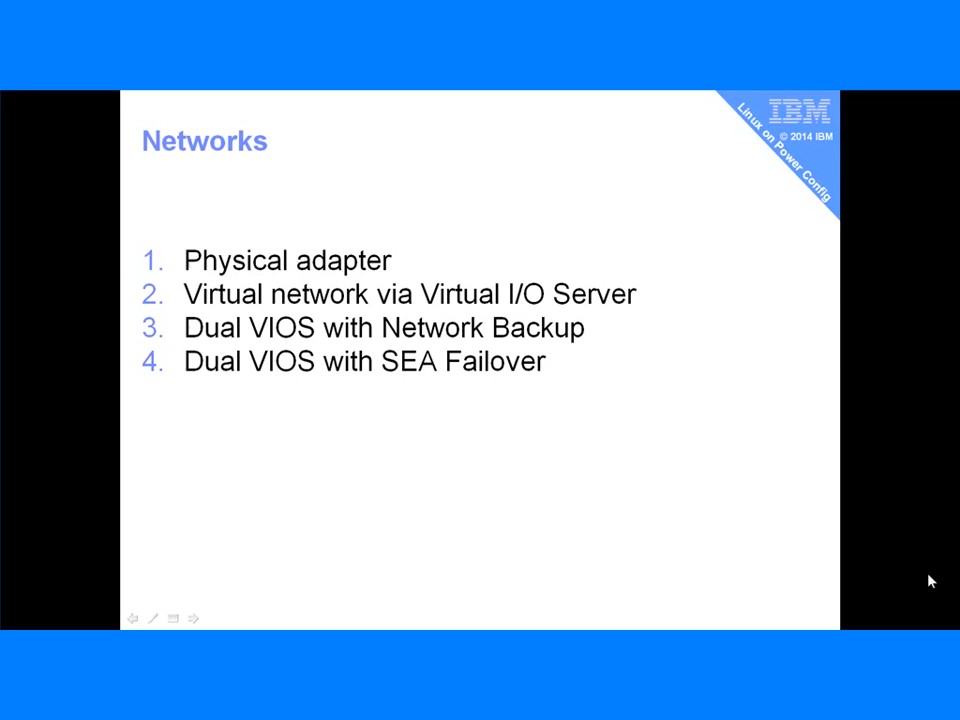 IBM
© 2014 IBM
Linux on Power Config
Networks
1. Physical adapter
2. Virtual network via Virtual I/O Server
3. Dual VIOS with Network Backup
4. Dual VIOS with SEA Failover